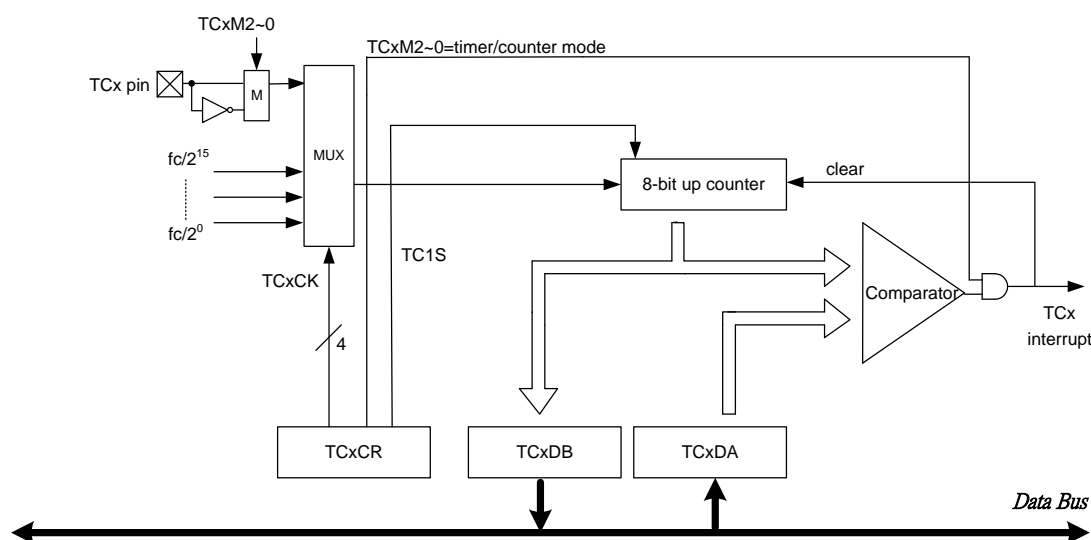 TCxM2~0
TCxM2~0=timer/counter mode
TCx pin
M
MUX
fc/2¹⁵
fc/2⁰
8-bit up counter
clear
TCxCK
TC1S
Comparator
TCx
interrupt
4
TCxCR
TCxDB
TCxDA
Data Bus